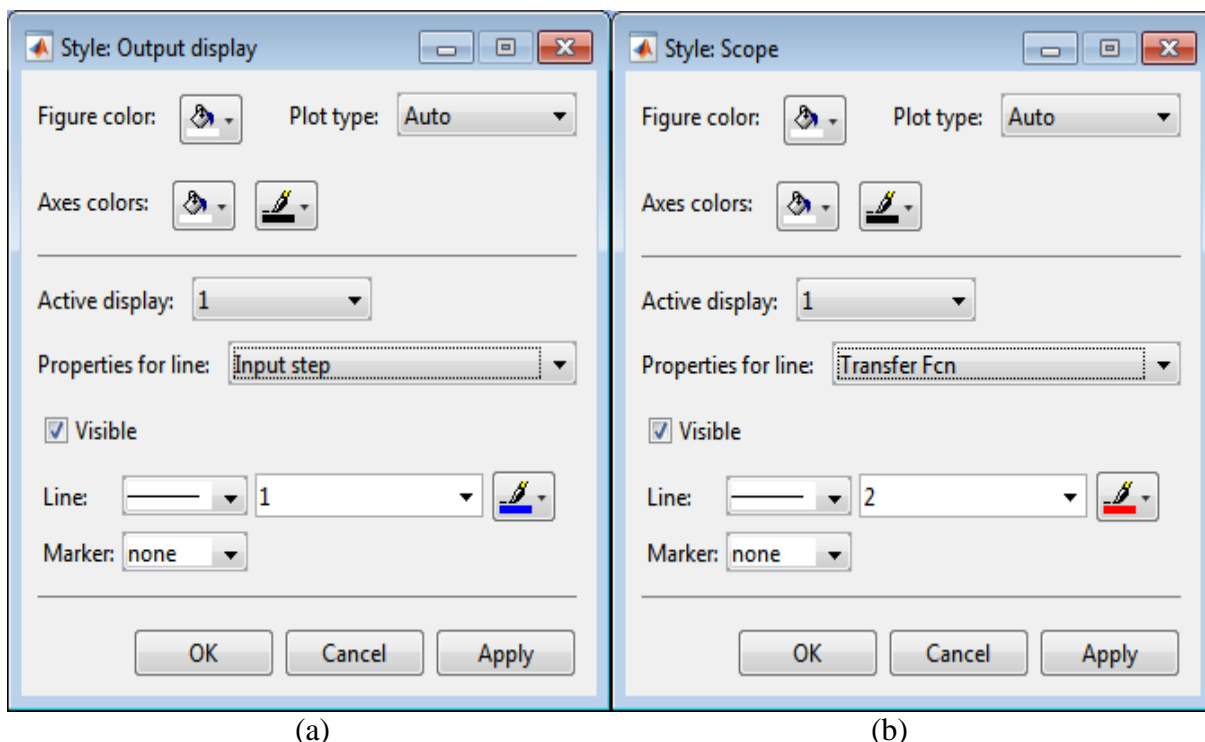 Style: Output display
Figure color:
Plot type:
Auto
Axes colors:
Active display:
1
Properties for line:
Input step
Visible
Line:
1
Marker:
none
OK
Cancel
Apply
(a)
Style: Scope
Figure color:
Plot type:
Auto
Axes colors:
Active display:
1
Properties for line:
Transfer Fcn
Visible
Line:
2
Marker:
none
OK
Cancel
Apply
(b)